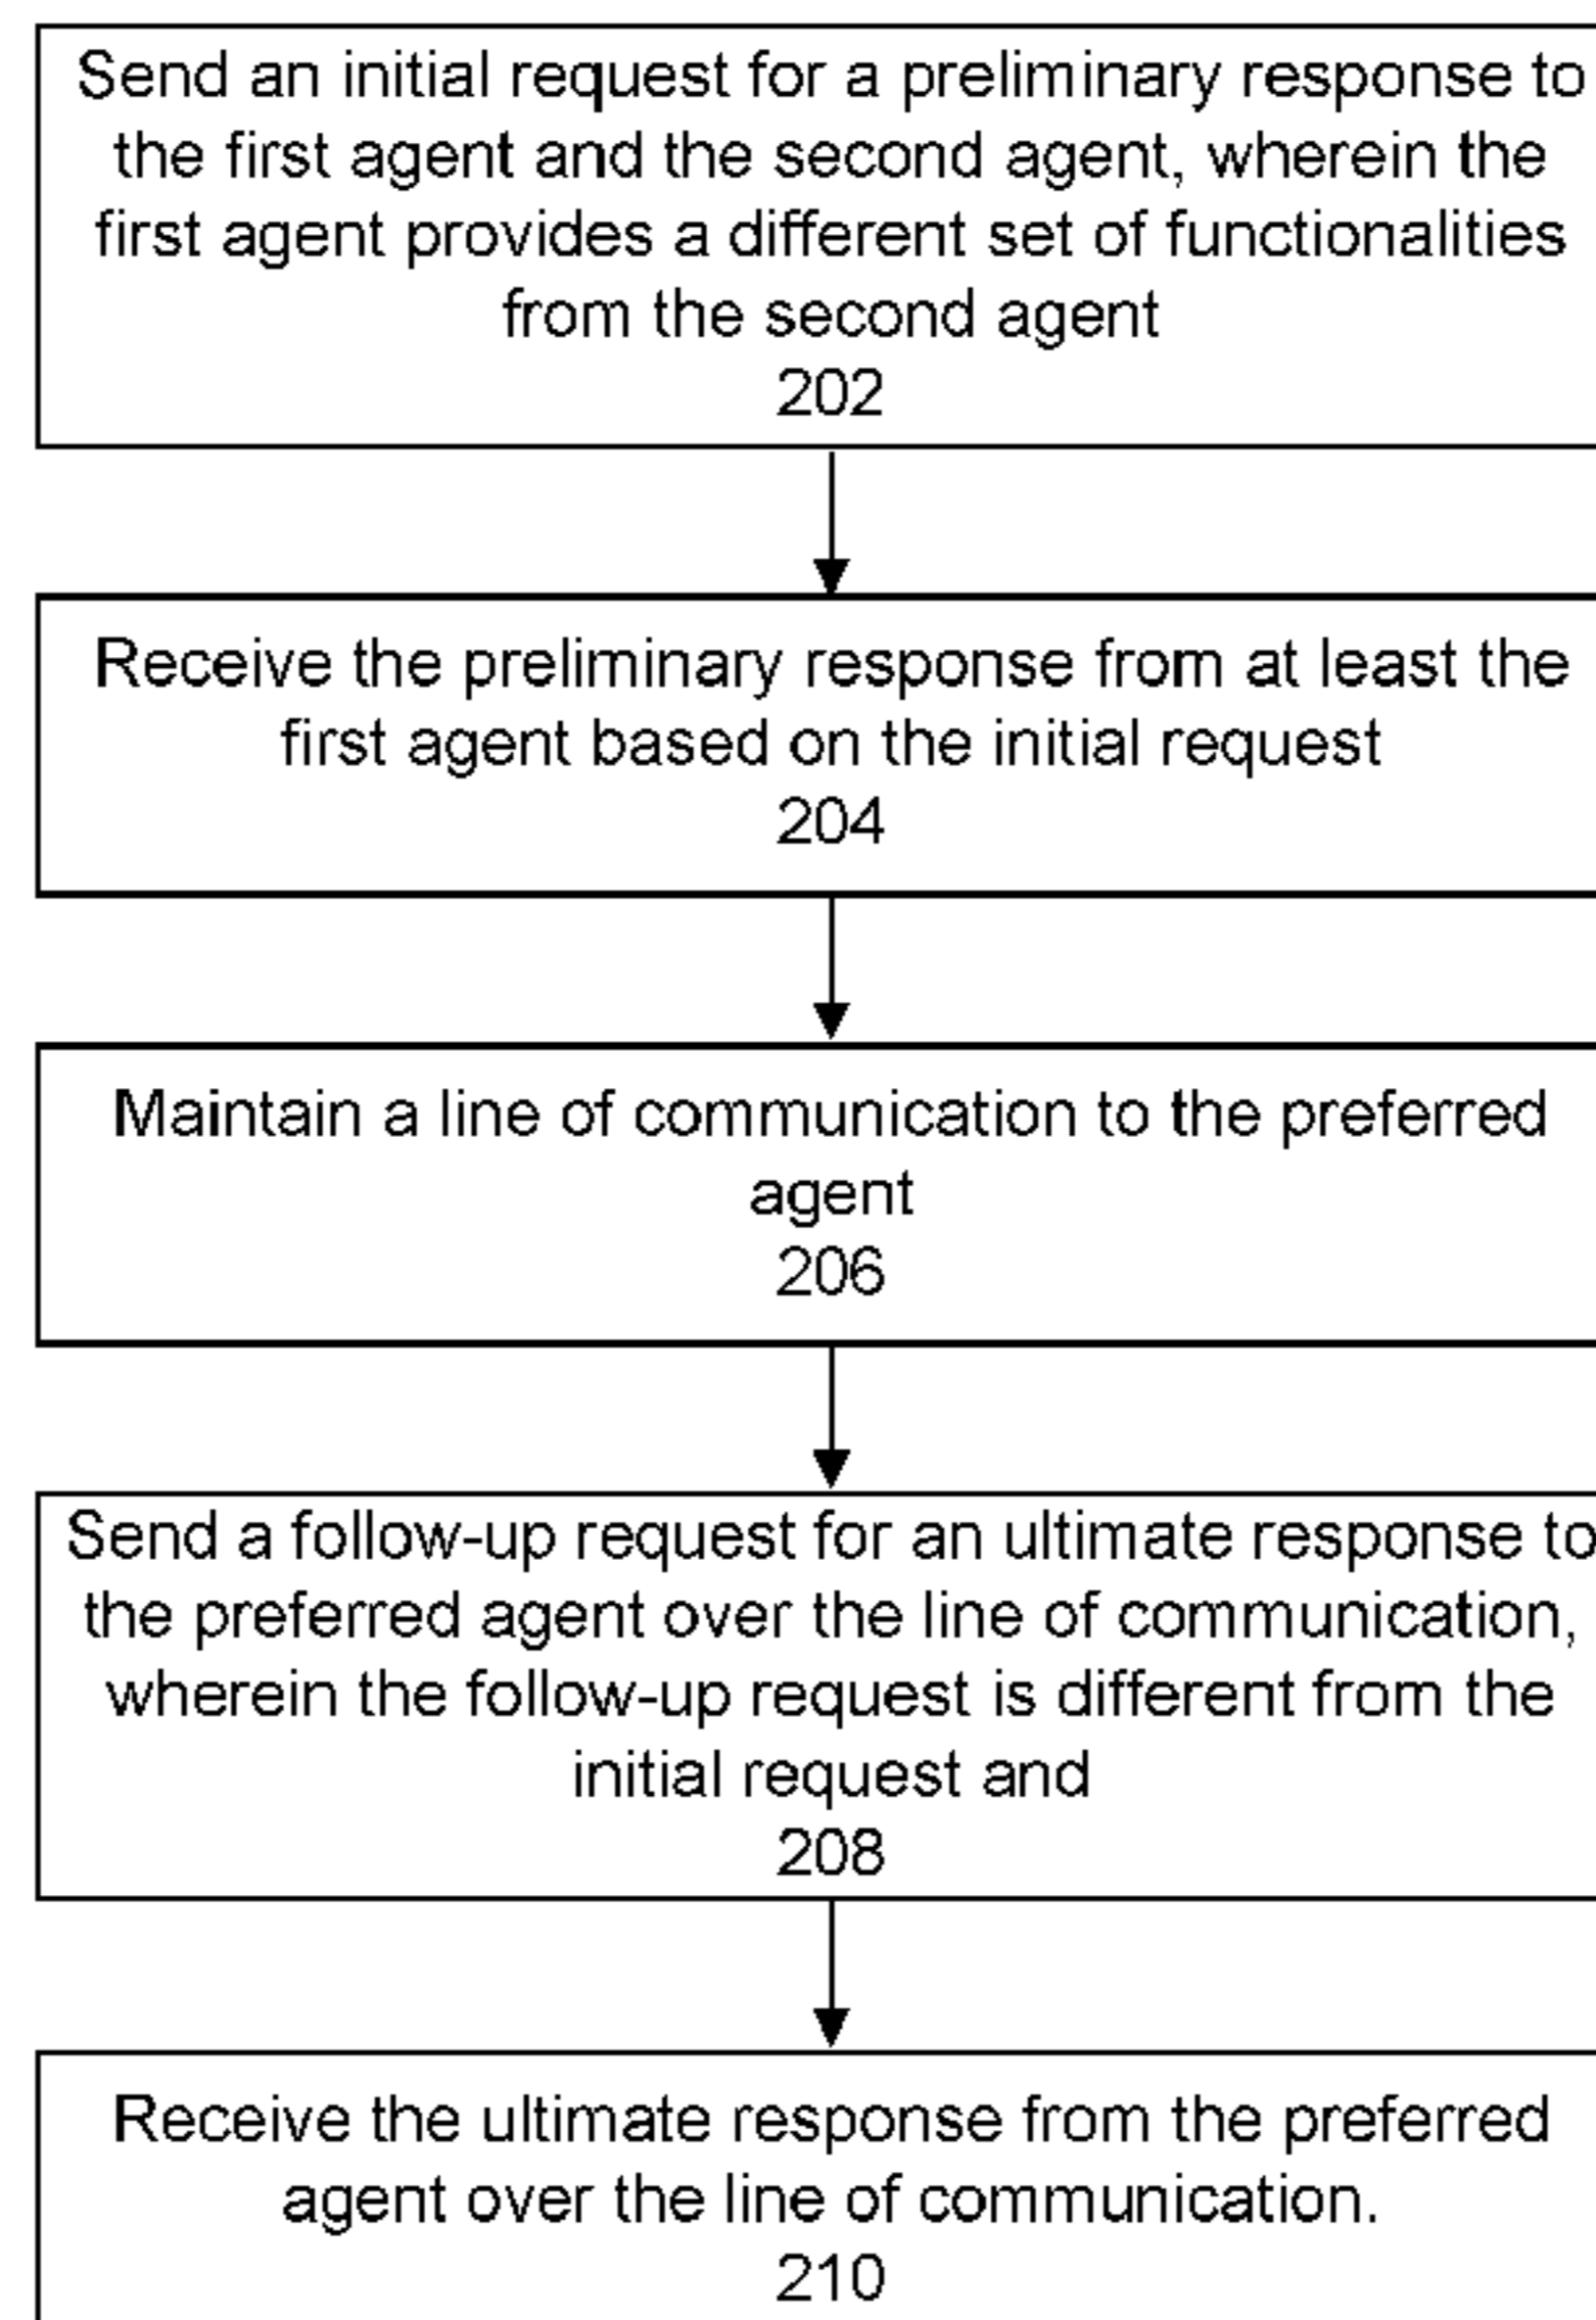 Send an initial request for a preliminary response to
the first agent and the second agent, wherein the
first agent provides a different set of functionalities
from the second agent
202
Receive the preliminary response from at least the
first agent based on the initial request
204
Maintain a line of communication to the preferred
agent
206
Send a follow-up request for an ultimate response to
the preferred agent over the line of communication,
wherein the follow-up request is different from the
initial request and
208
Receive the ultimate response from the preferred
agent over the line of communication.
210